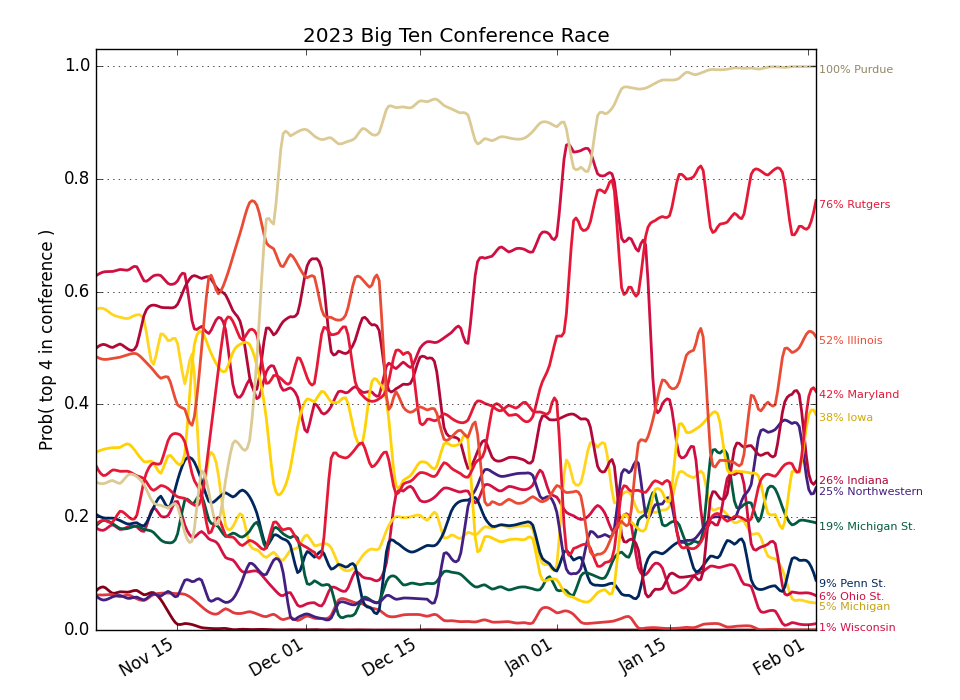 2023 Big Ten Conference Race
Prob( top 4 in conference )
1.0
0.8
0.6
0.4
0.2
0.0
Nov 15
Dec 01
Dec 15
Jan 01
Jan 15
Feb 01
100% Purdue
76% Rutgers
52% Illinois
42% Maryland
38% Iowa
26% Indiana
25% Northwestern
19% Michigan St.
9% Penn St.
6% Ohio St.
5% Michigan
1% Wisconsin